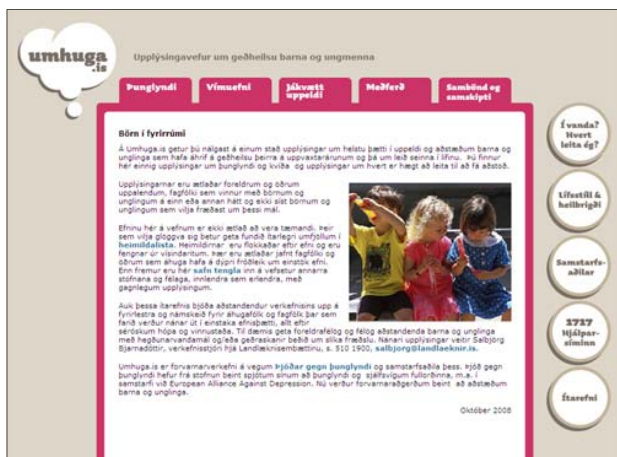 umhuga
.is
Upplýsingavefur um geðheilsu barna og ungmenna
Þunglyndi
Vímuefni
Jákvætt
uppeldi
Meðferð
Sambönd og
samskipti
Börn í fyrirrúmi
Á Umhuga.is getur þú nálgast á einum stað upplýsingar um helstu þætti í uppeldi og aðstæðum barna og
unglinga sem hafa áhrif á geðheilsu þeirra á uppvaxtarárunum og þá um leið seinna í lífinu. Þú finnur
hér einnig upplýsingar um þunglyndi og kvíða og upplýsingar um hvert er hægt að leita til að fá aðstoð.
Upplýsingarnar eru ætlaðar foreldrum og öðrum
uppalendum, fagfólki sem vinnur með börnum og
unglingum á einn eða annan hátt og ekki síst börnum og
unglingum sem vilja fræðast um þessi mál.
Efninu hér á vefnum er ekki ætlað að vera tæmandi. Þeir
sem vilja glöggva sig betur geta fundið ítarlegri umfjöllum í
heimildalista. Heimildirnar eru flokkaðar eftir efni og eru
fengnar úr vísindaritum. Þær eru ætlaðar jafnt fagfólki og
öðrum sem áhuga hafa á dýpri fróðleik um einstök efni.
Enn fremur eru hér safn tengla inn á vefsetur annarra
stofnana og félaga, innlendra sem erlendra, með
gagnlegum upplýsingum.
Auk þessa ítarefnis bjóða aðstandendur verkefnisins upp á
fyrirlestra og námskeið fyrir áhugafólk og fagfólk þar sem
farið verður nánar út í einstaka efnisþætti, allt eftir
séróskum hópa og vinnustaða. Til dæmis geta foreldrafélög og félög aðstandenda barna og unglinga
með hegðunarvandamál og/eða geðraskanir beðið um slíka fræðslu. Nánari upplýsingar veitir Salbjörg
Bjarnadóttir, verkefnisstjóri hjá Landlæknisembættinu, s. 510 1900, salbjorg@landlaeknir.is.
Umhuga.is er forvarnarverkefni á vegum Þjóðar gegn þunglyndi og samstarfsaðila þess. Þjóð gegn
þunglyndi hefur frá stofnun beint spjótum sínum að þunglyndi og sjálfsvígum fullorðinna, m.a. í
samstarfi við European Alliance Against Depression. Nú verður forvarnaraðgerðum beint að aðstæðum
barna og unglinga.
Október 2008
Í vanda?
Hvert
leita ég?
Lífsstíll &
heilbrigði
Samstarfs-
aðilar
1717
Hjálpar-
síminn
Ítarefni